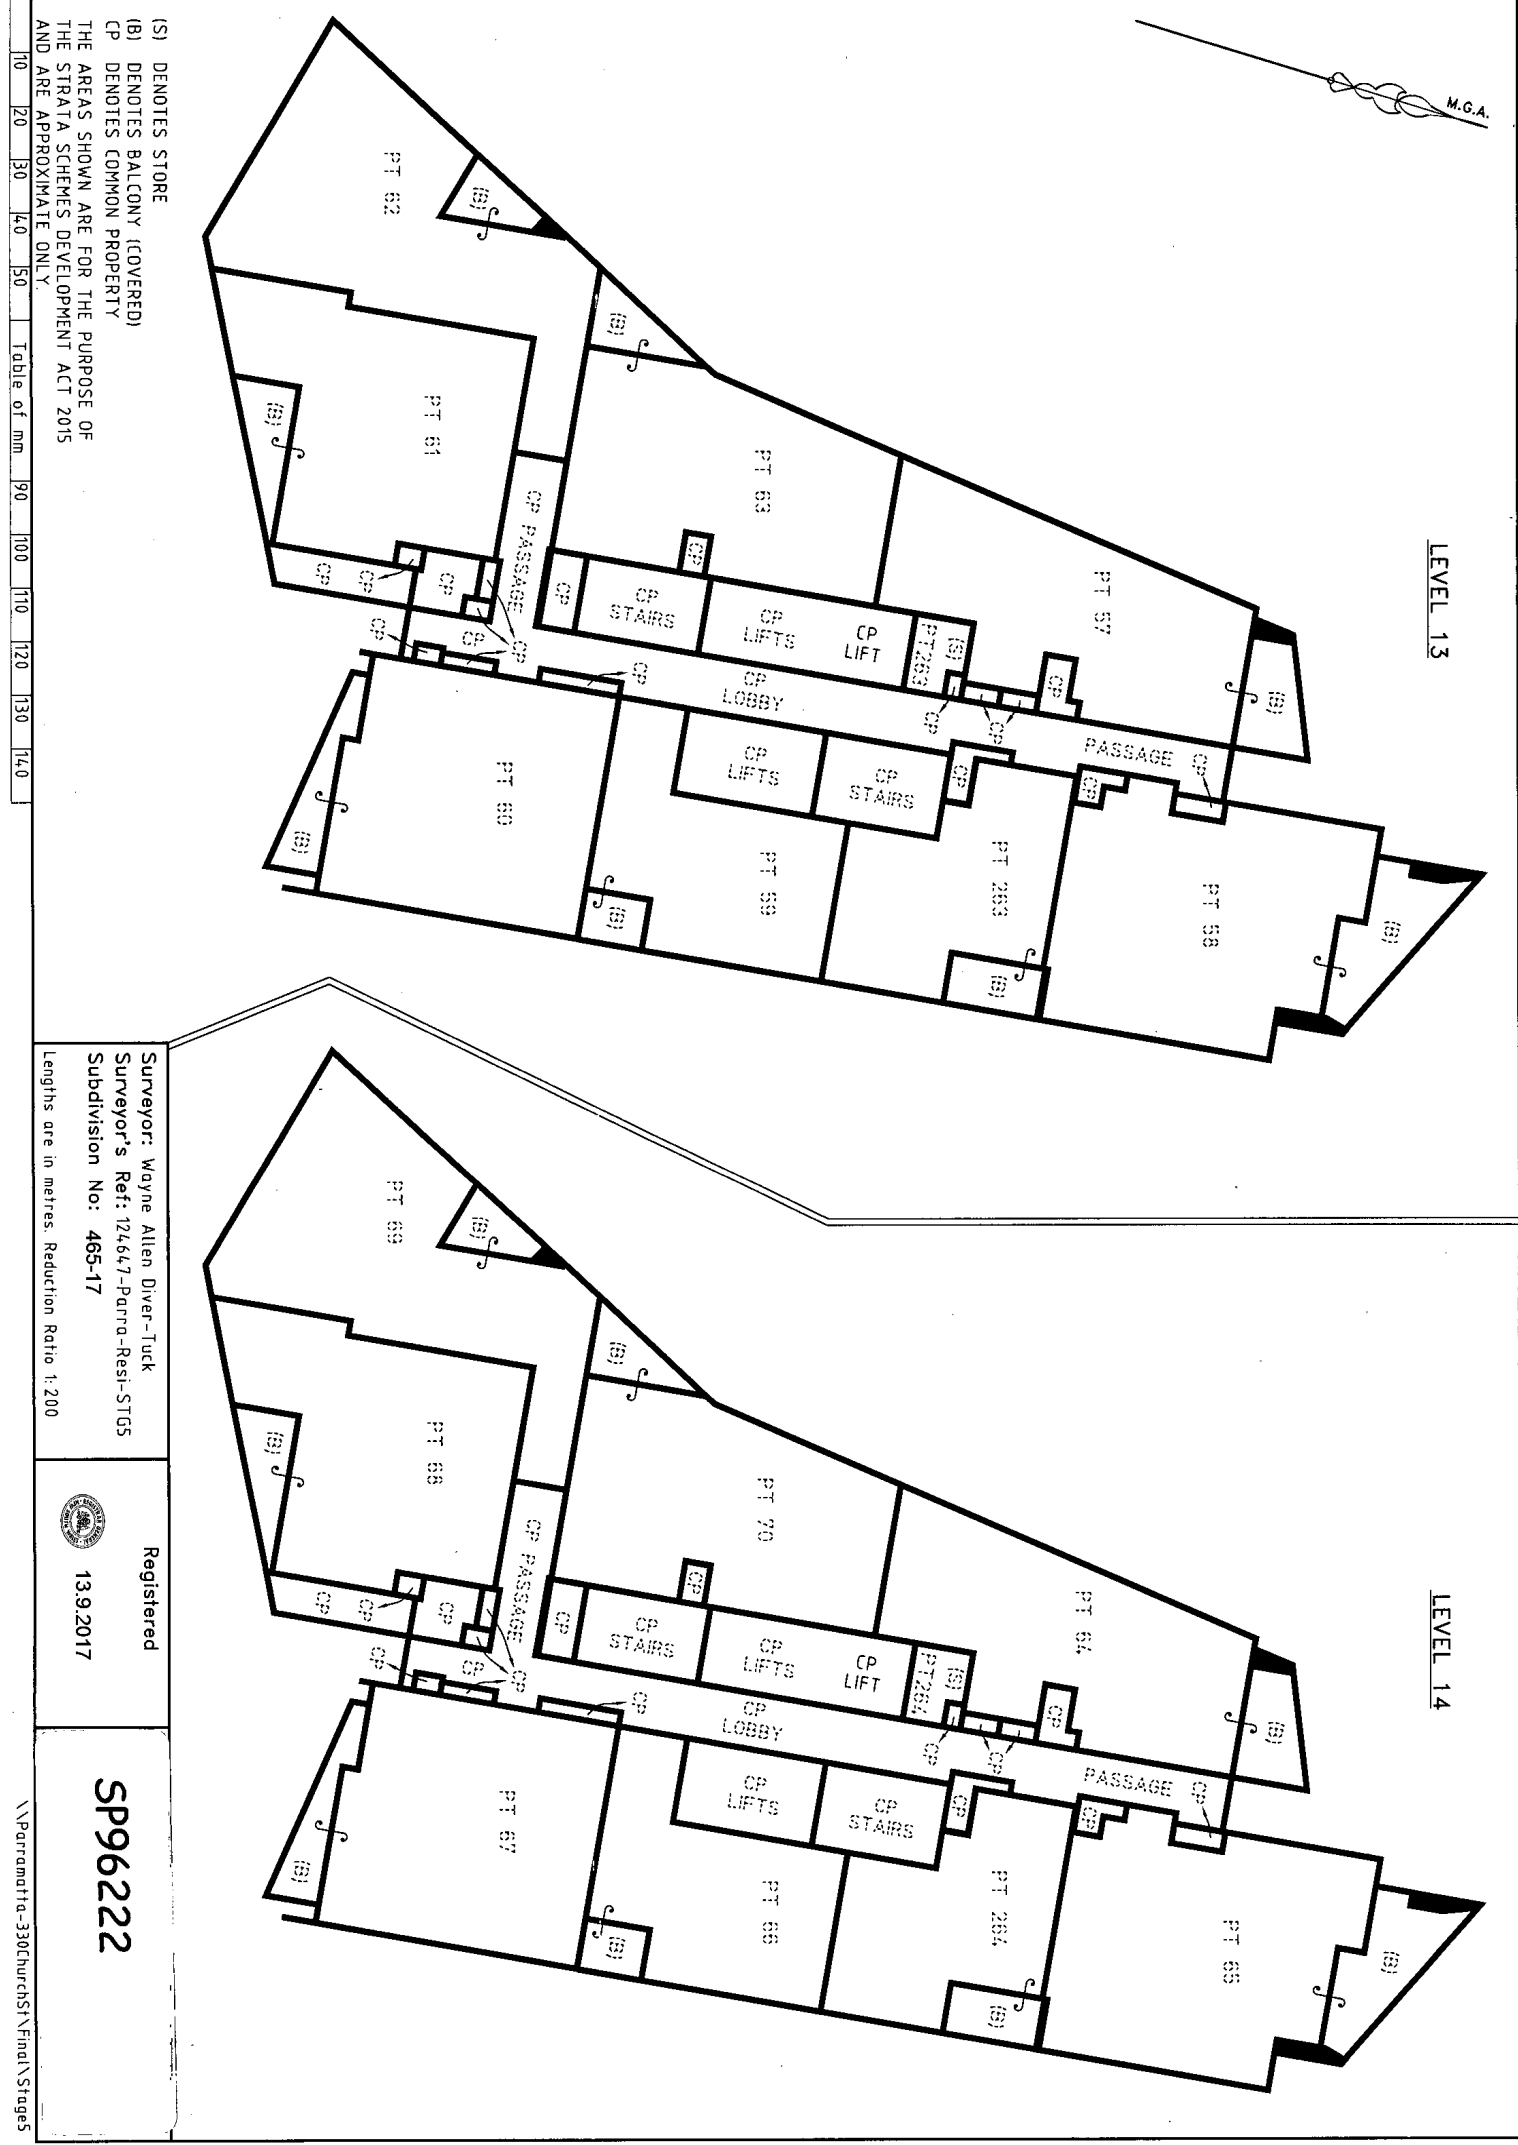 M.G.A.
LEVEL 13
PT 62
(B)
(B)
PT 63
PT 57
(B)
PT 61
(B)
CP PASSAGE
CP
CP
CP
STAIRS
CP
LIFTS
CP
LIFT
PT263
(S)
CP
CP
CP
CP
CP
CP
CP
CP
CP
CP
CP
LOBBY
PASSAGE
CP
CP
LIFTS
CP
STAIRS
CP
CP
PT 60
(B)
(B)
PT 59
PT 263
(B)
PT 58
(B)
LEVEL 14
PT 69
(B)
(B)
PT 70
PT 64
(B)
PT 68
(B)
CP PASSAGE
CP
CP
CP
STAIRS
CP
LIFTS
CP
LIFT
PT264
(S)
CP
CP
CP
CP
CP
CP
CP
CP
CP
CP
CP
LOBBY
PASSAGE
CP
CP
LIFTS
CP
STAIRS
CP
CP
PT 67
(B)
(B)
PT 66
PT 264
(B)
PT 65
(B)
(S) DENOTES STORE
(B) DENOTES BALCONY (COVERED)
CP DENOTES COMMON PROPERTY
THE AREAS SHOWN ARE FOR THE PURPOSE OF
THE STRATA SCHEMES DEVELOPMENT ACT 2015
AND ARE APPROXIMATE ONLY.
10 20 30 40 50 Table of mm 90 100 110 120 130 140
Surveyor: Wayne Allen Diver-Tuck
Surveyor's Ref: 124647-Parra-Resi-STG5
Subdivision No: 465-17
Lengths are in metres. Reduction Ratio 1: 200
Registered
13.9.2017
SP96222
\\Parramatta-330ChurchSt\Final\Stage5